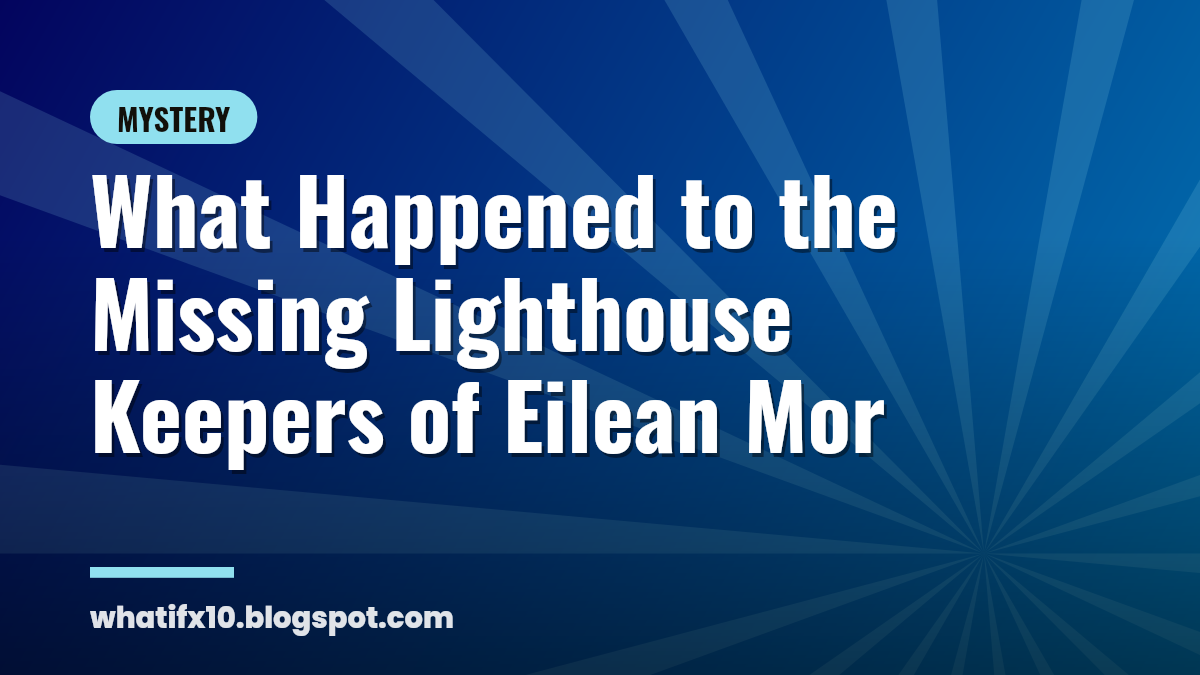 MYSTERY
What Happened to the
Missing Lighthouse
Keepers of Eilean Mor
whatifx10.blogspot.com